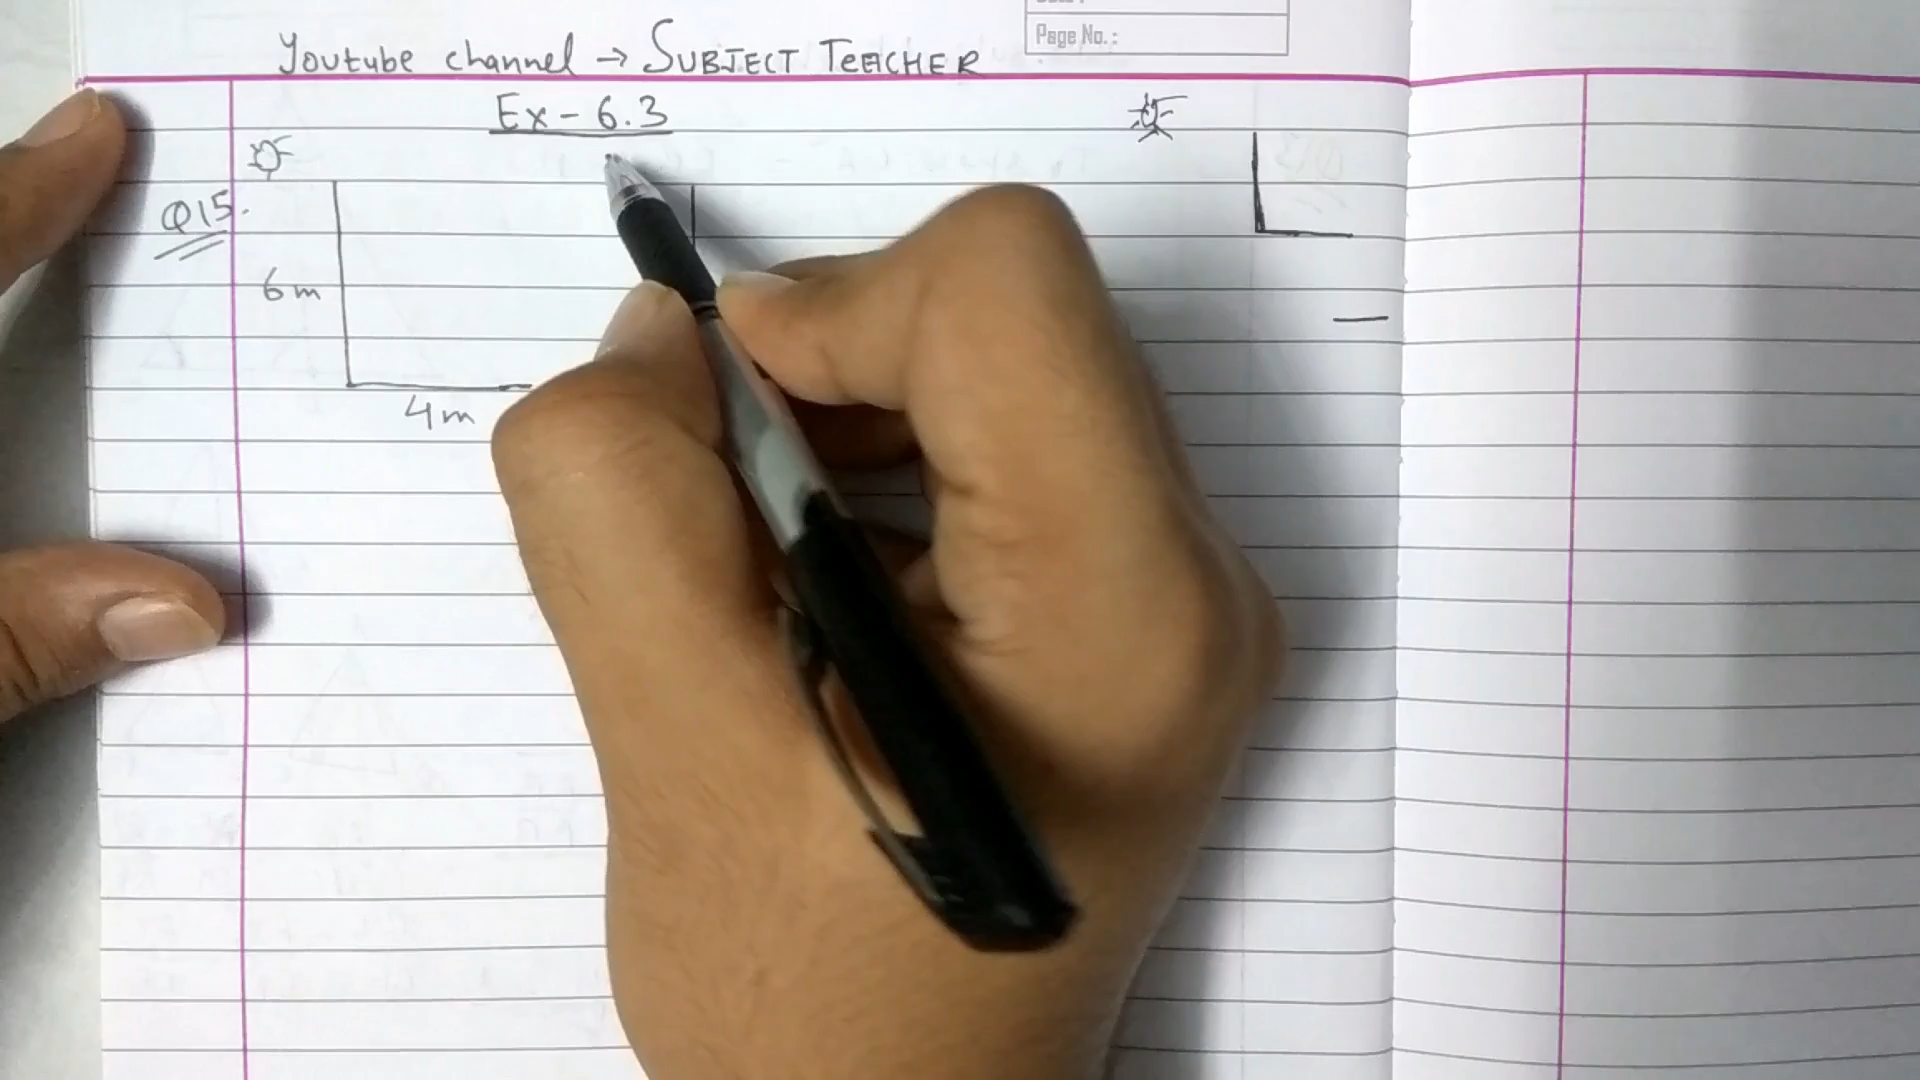 Page No. :
Youtube channel → SUBJECT TEACHER
Ex - 6.3
Q15.
6m
4m